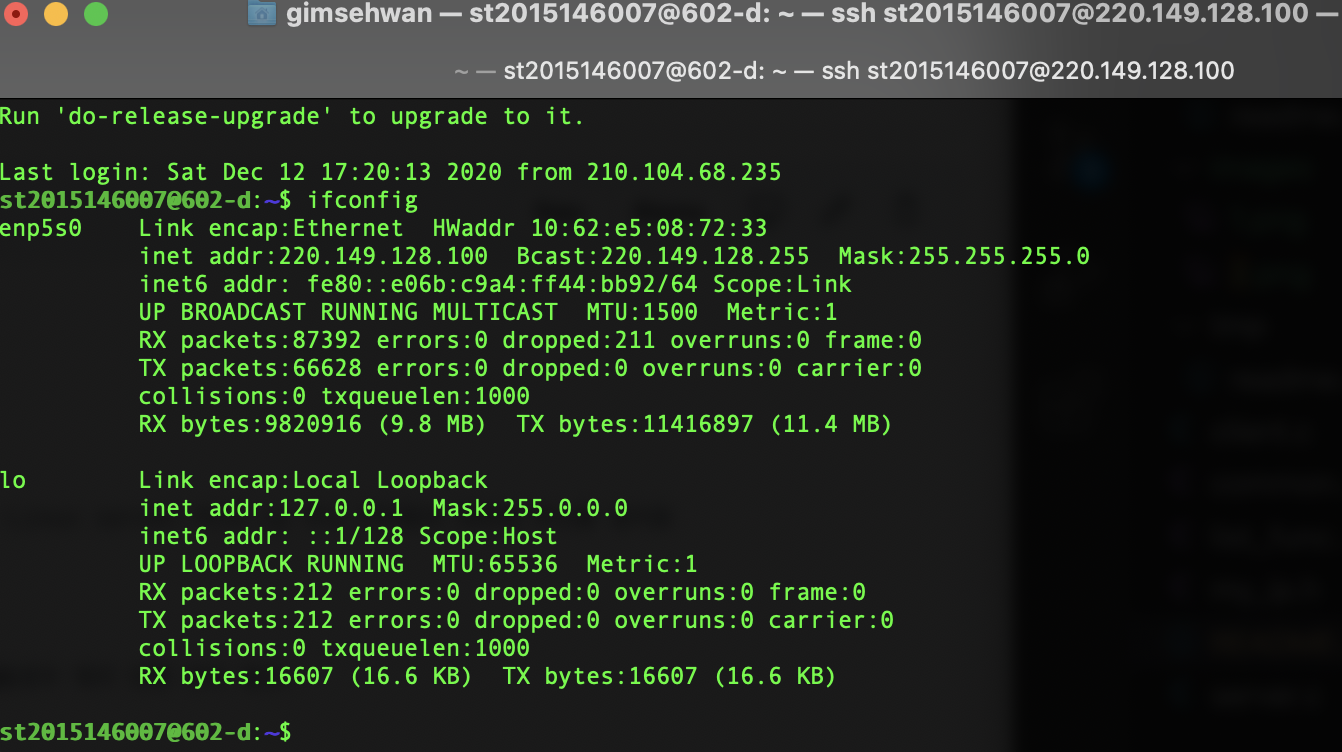 gimsehwan — st2015146007@602-d: ~ — ssh st2015146007@220.149.128.100 —
~ — st2015146007@602-d: ~ — ssh st2015146007@220.149.128.100
Run 'do-release-upgrade' to upgrade to it.
Last login: Sat Dec 12 17:20:13 2020 from 210.104.68.235
st2015146007@602-d:~$ ifconfig
enp5s0    Link encap:Ethernet  HWaddr 10:62:e5:08:72:33
          inet addr:220.149.128.100  Bcast:220.149.128.255  Mask:255.255.255.0
          inet6 addr: fe80::e06b:c9a4:ff44:bb92/64 Scope:Link
          UP BROADCAST RUNNING MULTICAST  MTU:1500  Metric:1
          RX packets:87392 errors:0 dropped:211 overruns:0 frame:0
          TX packets:66628 errors:0 dropped:0 overruns:0 carrier:0
          collisions:0 txqueuelen:1000
          RX bytes:9820916 (9.8 MB)  TX bytes:11416897 (11.4 MB)
lo        Link encap:Local Loopback
          inet addr:127.0.0.1  Mask:255.0.0.0
          inet6 addr: ::1/128 Scope:Host
          UP LOOPBACK RUNNING  MTU:65536  Metric:1
          RX packets:212 errors:0 dropped:0 overruns:0 frame:0
          TX packets:212 errors:0 dropped:0 overruns:0 carrier:0
          collisions:0 txqueuelen:1000
          RX bytes:16607 (16.6 KB)  TX bytes:16607 (16.6 KB)
st2015146007@602-d:~$